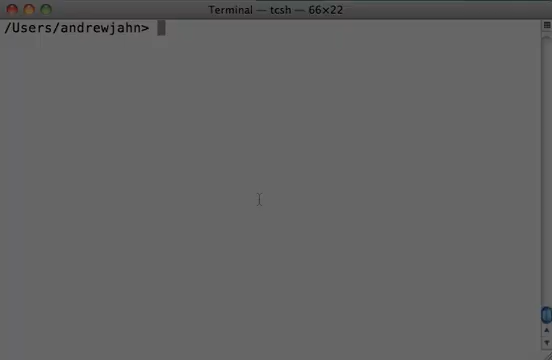 Terminal — tcsh — 66×22
/Users/andrewjahn>